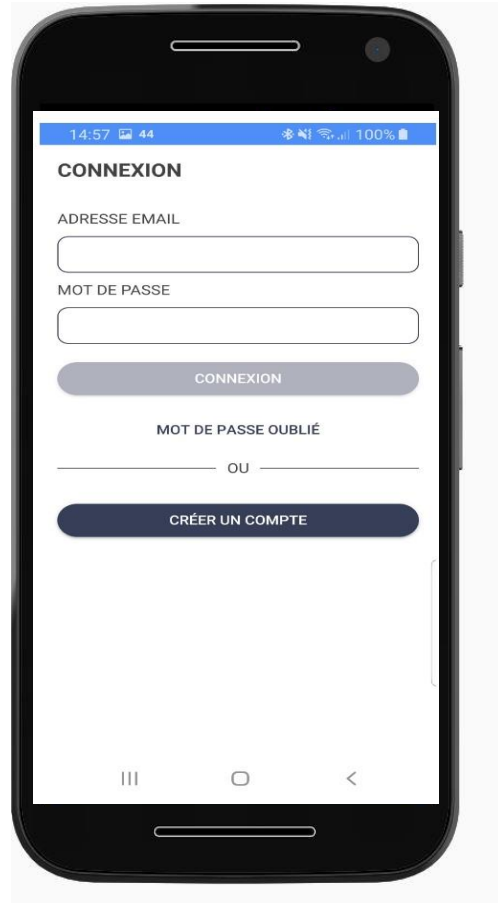 14:57 44 100%
CONNEXION
ADRESSE EMAIL
MOT DE PASSE
CONNEXION
MOT DE PASSE OUBLIÉ
OU
CRÉER UN COMPTE